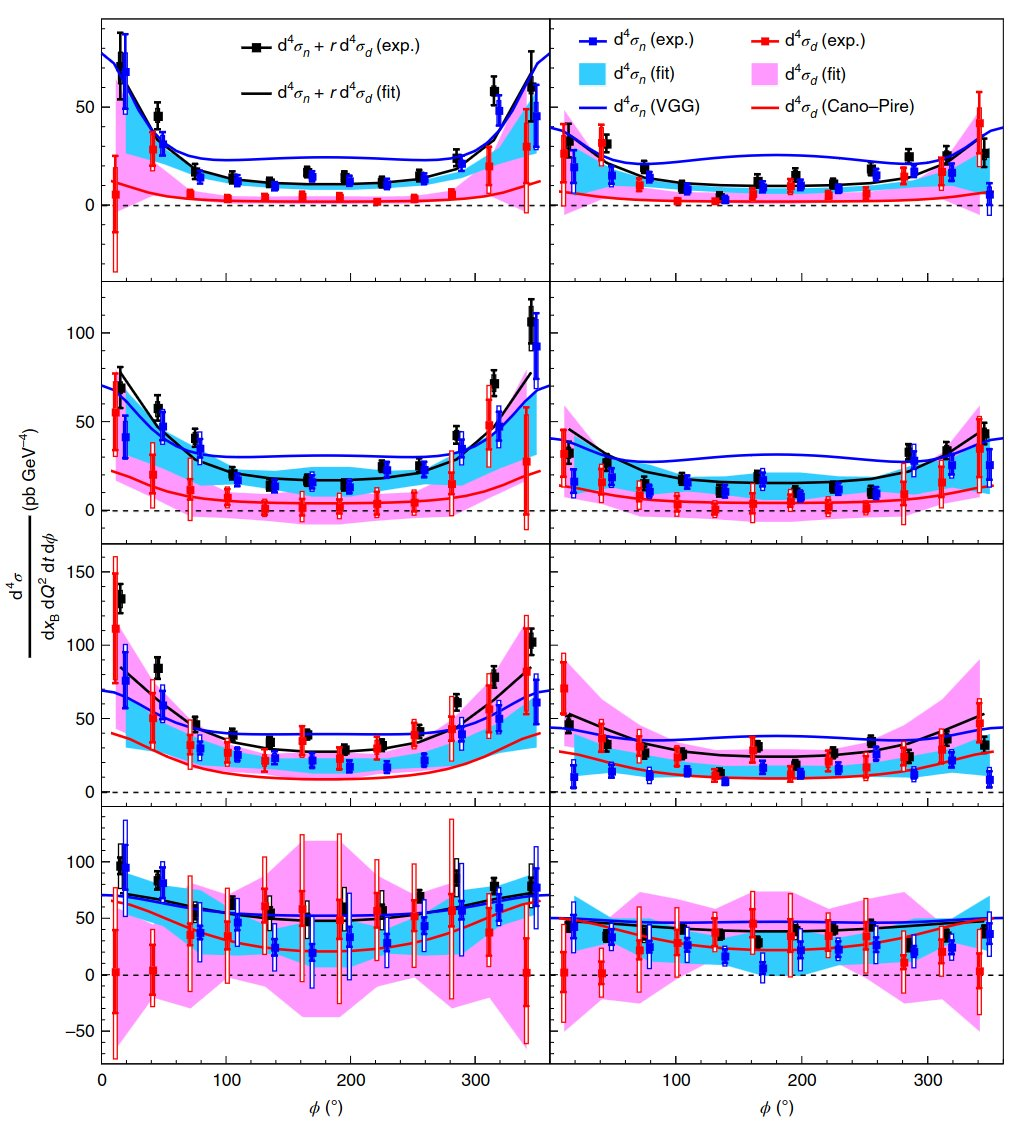 d⁴σₙ + r d⁴σ_d (exp.)
d⁴σₙ + r d⁴σ_d (fit)
d⁴σₙ (exp.)
d⁴σₙ (fit)
d⁴σₙ (VGG)
d⁴σ_d (exp.)
d⁴σ_d (fit)
d⁴σ_d (Cano–Pire)
50
0
100
50
0
150
100
50
0
100
50
0
–50
d⁴σ
dx_B dQ² dt dϕ
(pb GeV⁻⁴)
0 100 200 300
100 200 300
ϕ (°)
ϕ (°)